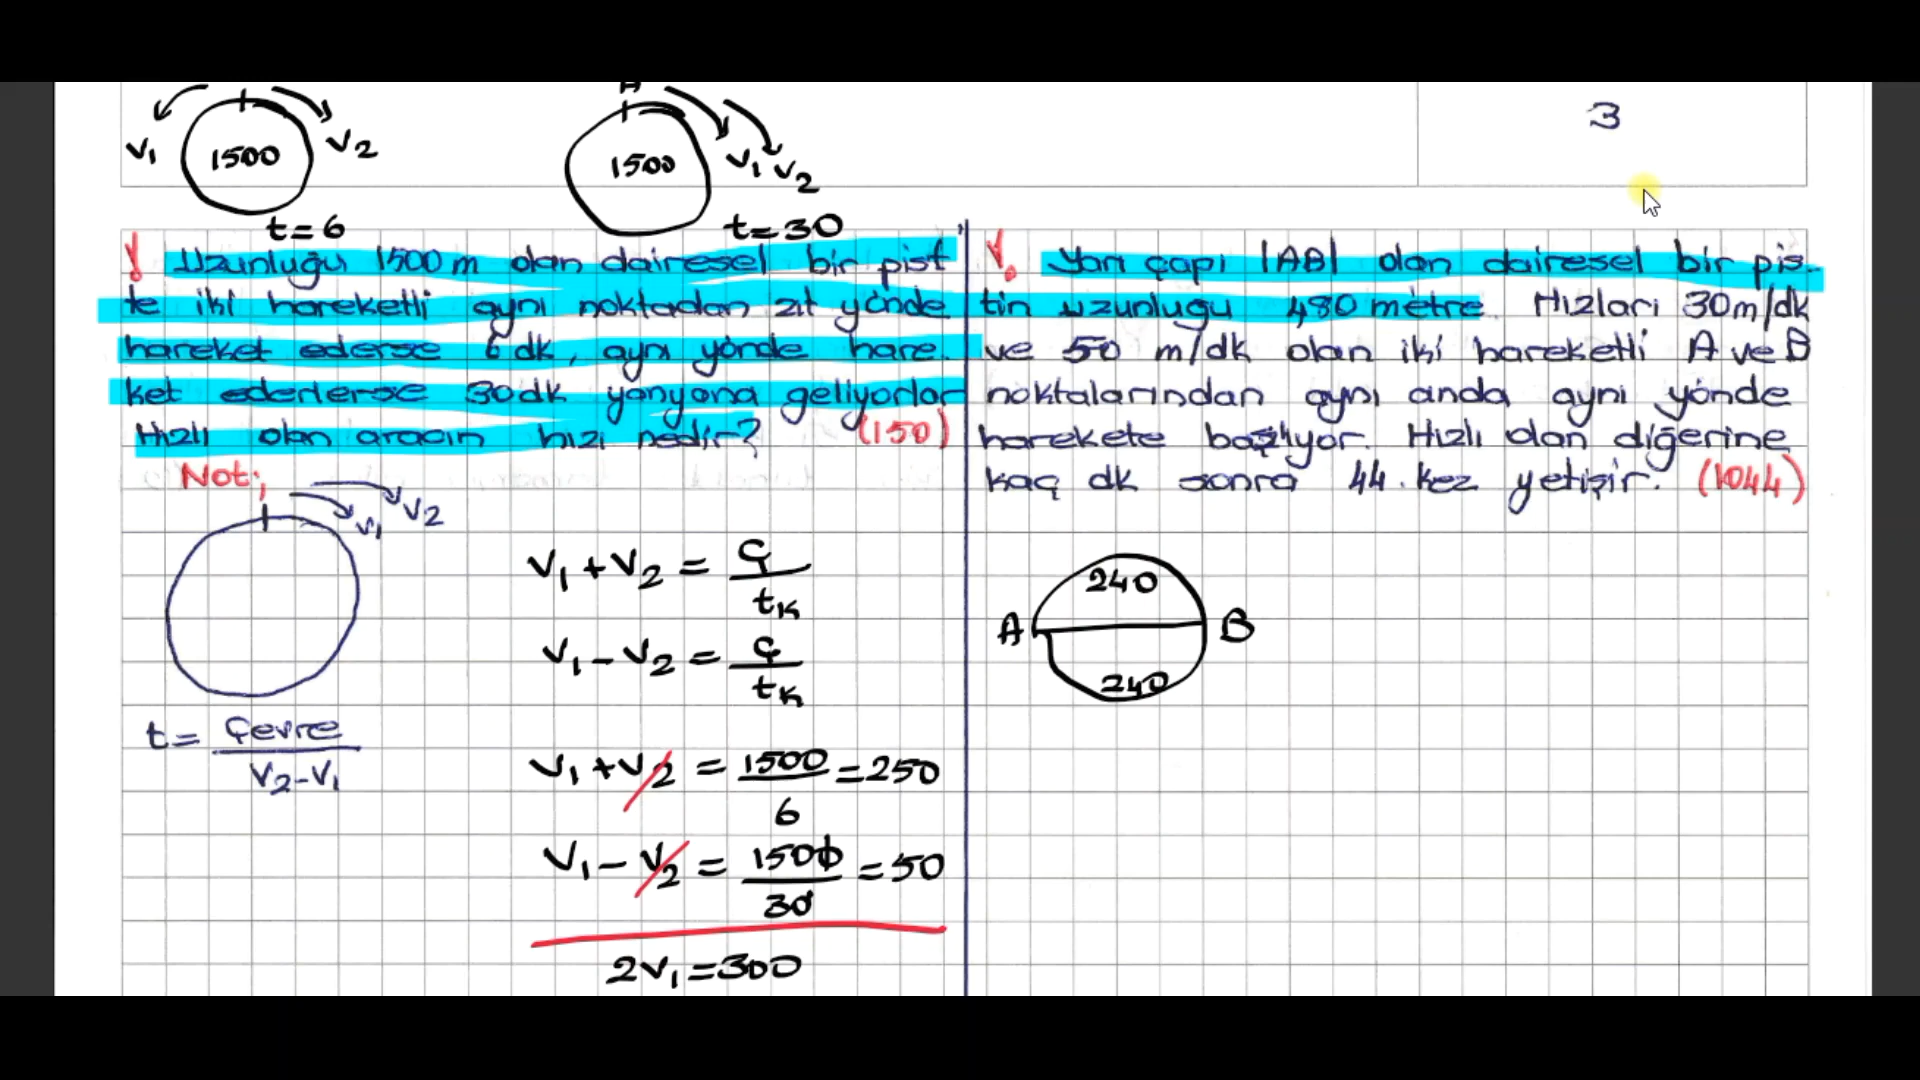 3
V₁ 1500 V₂
t=6
A
1500 V₁ V₂
t=30
Uzunluğu 1500 m olan dairesel bir pist
te iki hareketli aynı noktadan zıt yönde
hareket ederse 6 dk, aynı yönde hare
ket ederlerse 30 dk yanyana geliyorlar
Hızlı olan aracın hızı nedir? (150)
Not;
V₁ V₂
t = Çevre / V₂-V₁
V₁ + V₂ = Ç / tK
V₁ - V₂ = Ç / tK
V₁ + V₂ = 1500 / 6 = 250
V₁ - V₂ = 1500 / 30 = 50
2V₁ = 300
Yarı çapı |AB| olan dairesel bir pis.
tin uzunluğu 480 metre. Hızları 30 m/dk
ve 50 m/dk olan iki hareketli A ve B
noktalarından aynı anda aynı yönde
harekete başlıyor. Hızlı olan diğerine
kaç dk sonra 44. kez yetişir. (1044)
240
A B
240